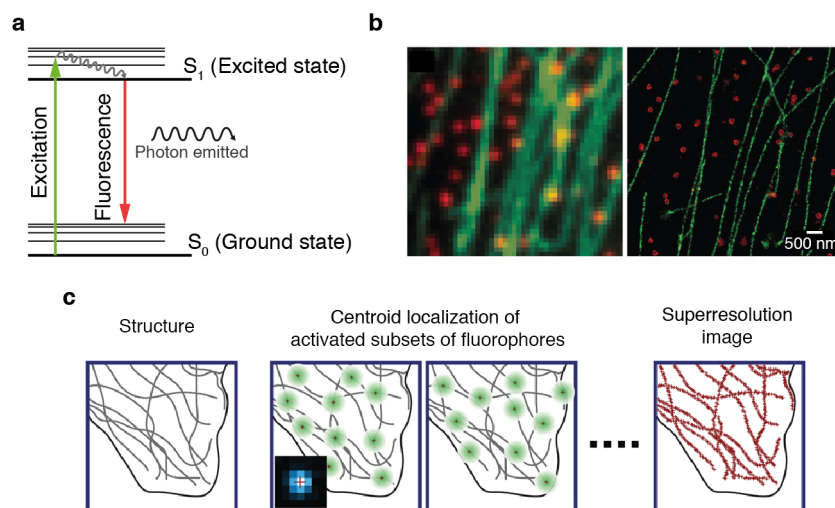 a
S1 (Excited state)
Excitation
Fluorescence
Photon emitted
S0 (Ground state)
b
500 nm
c
Structure
Centroid localization of
activated subsets of fluorophores
Superresolution
image